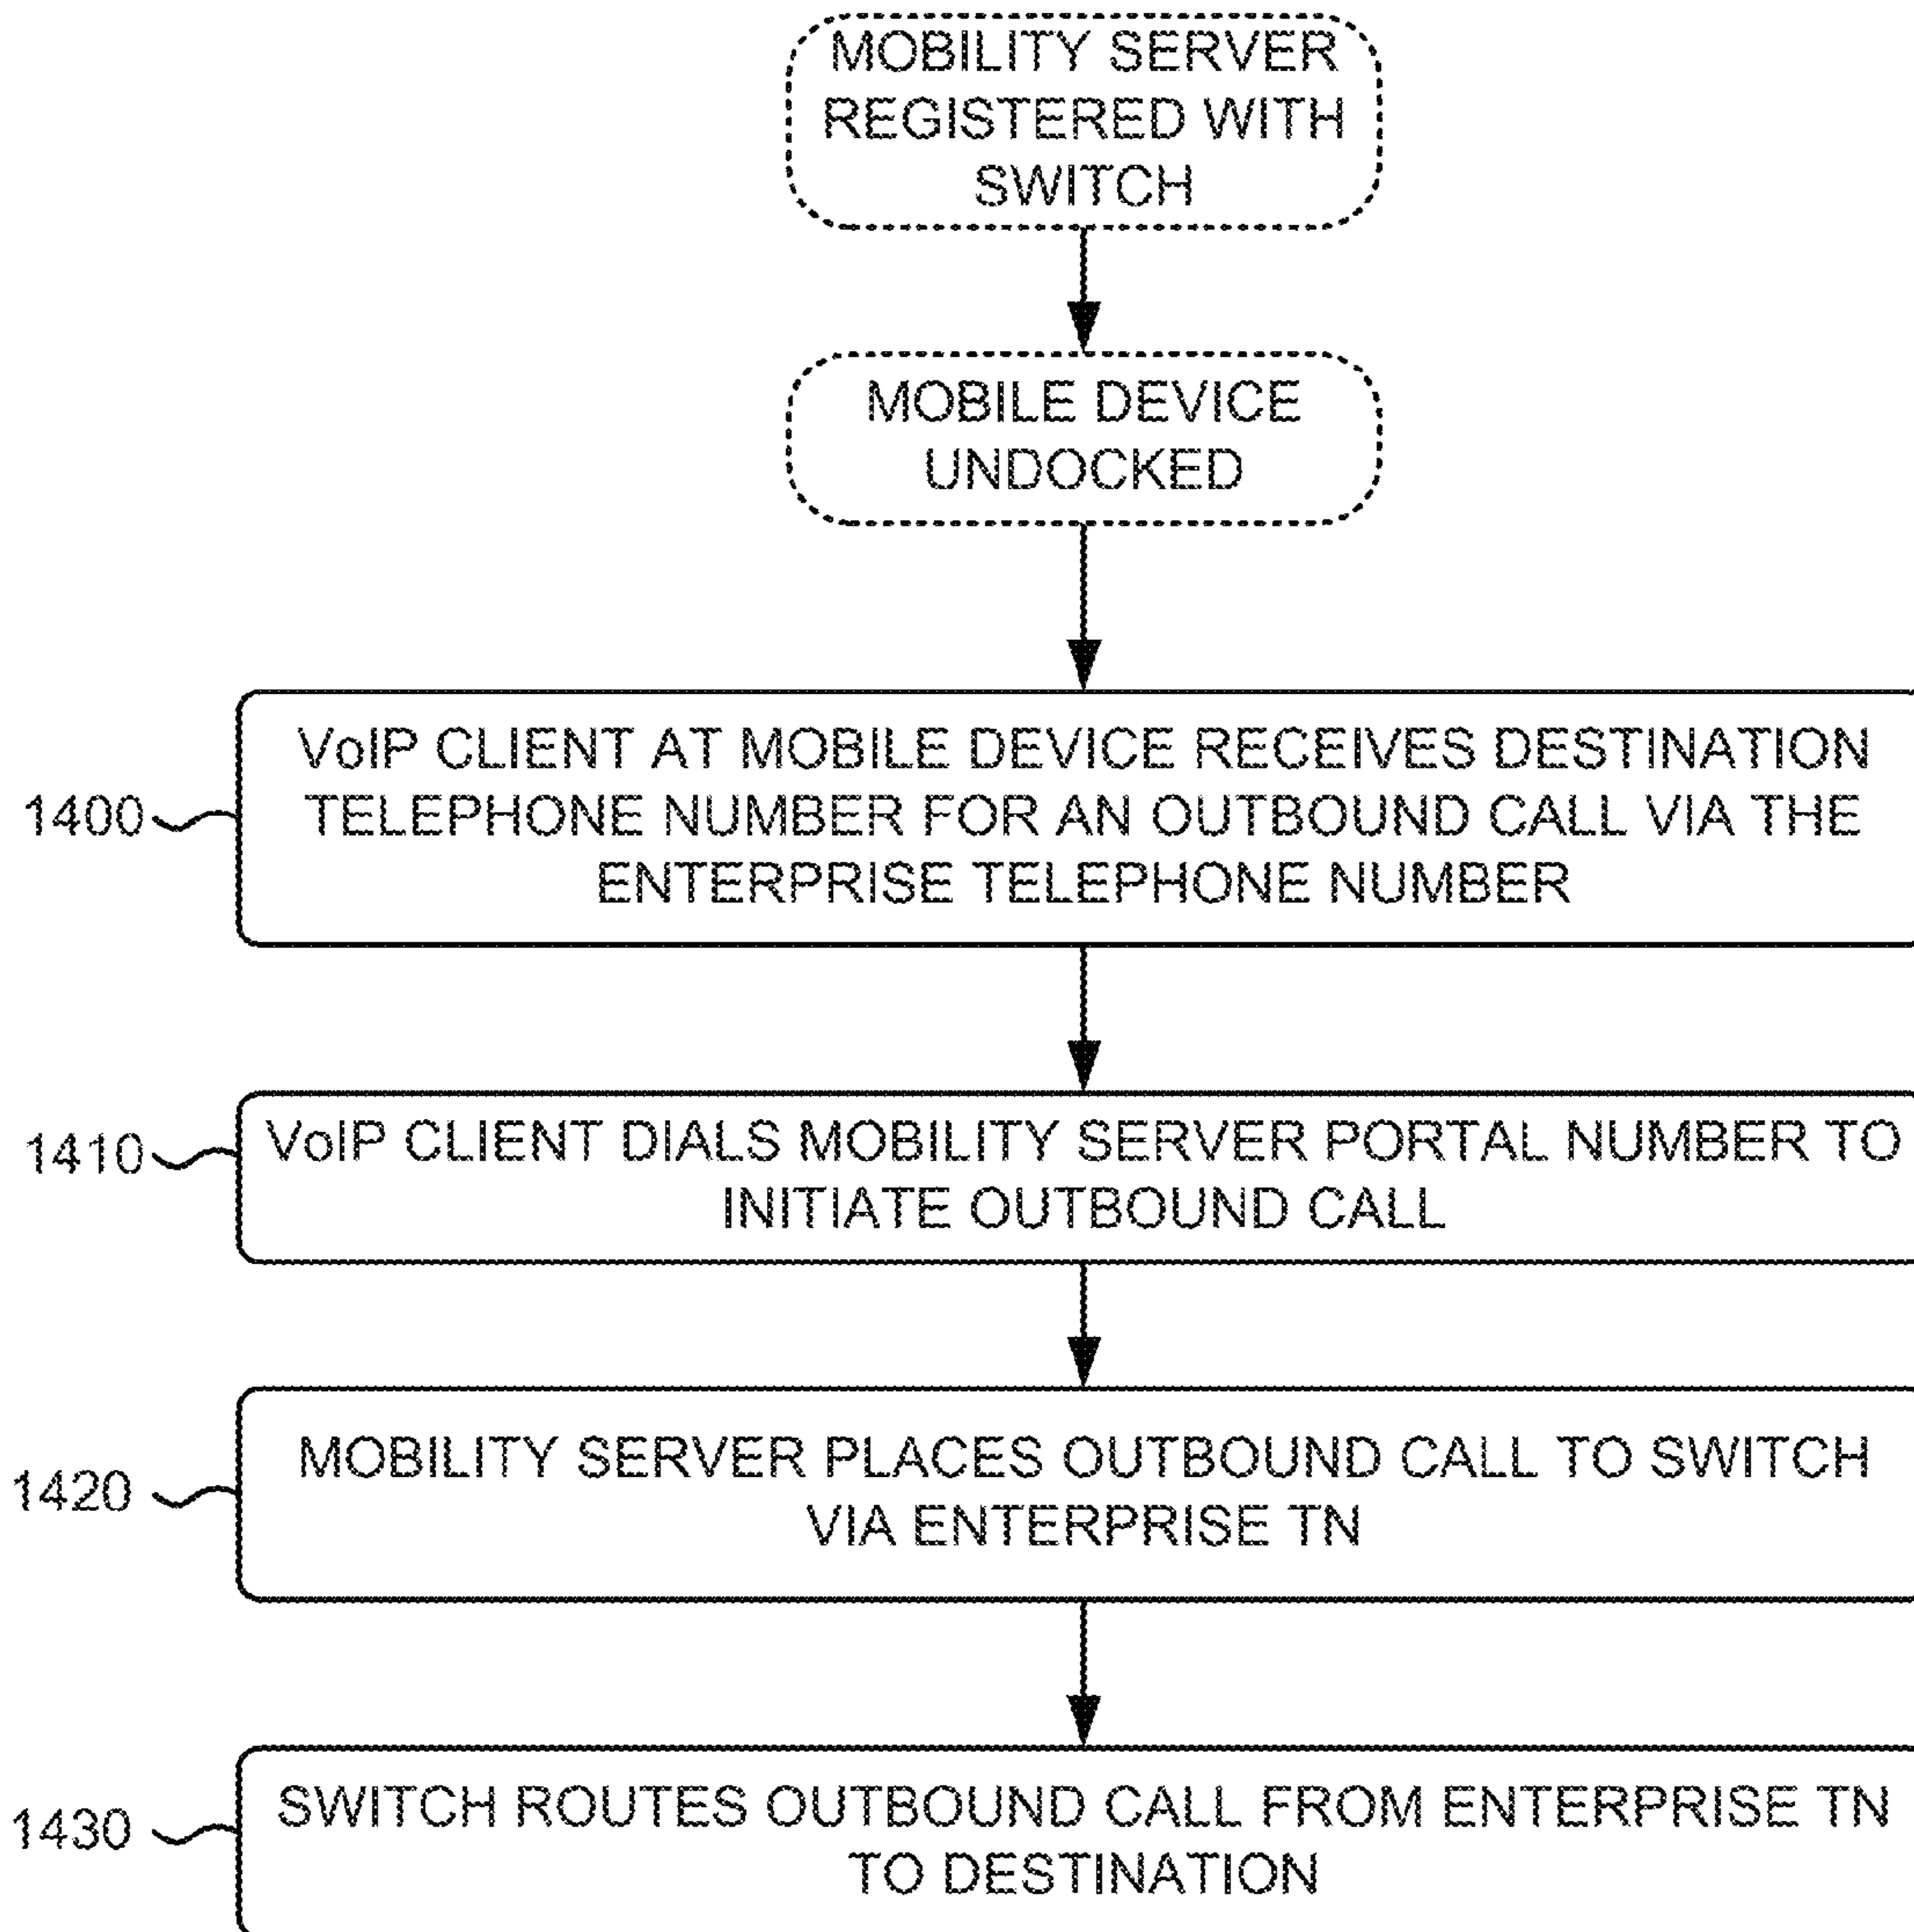 MOBILITY SERVER
REGISTERED WITH
SWITCH
MOBILE DEVICE
UNDOCKED
VoIP CLIENT AT MOBILE DEVICE RECEIVES DESTINATION
1400
TELEPHONE NUMBER FOR AN OUTBOUND CALL VIA THE
ENTERPRISE TELEPHONE NUMBER
1410
VoIP CLIENT DIALS MOBILITY SERVER PORTAL NUMBER TO
INITIATE OUTBOUND CALL
1420
MOBILITY SERVER PLACES OUTBOUND CALL TO SWITCH
VIA ENTERPRISE TN
1430
SWITCH ROUTES OUTBOUND CALL FROM ENTERPRISE TN
TO DESTINATION